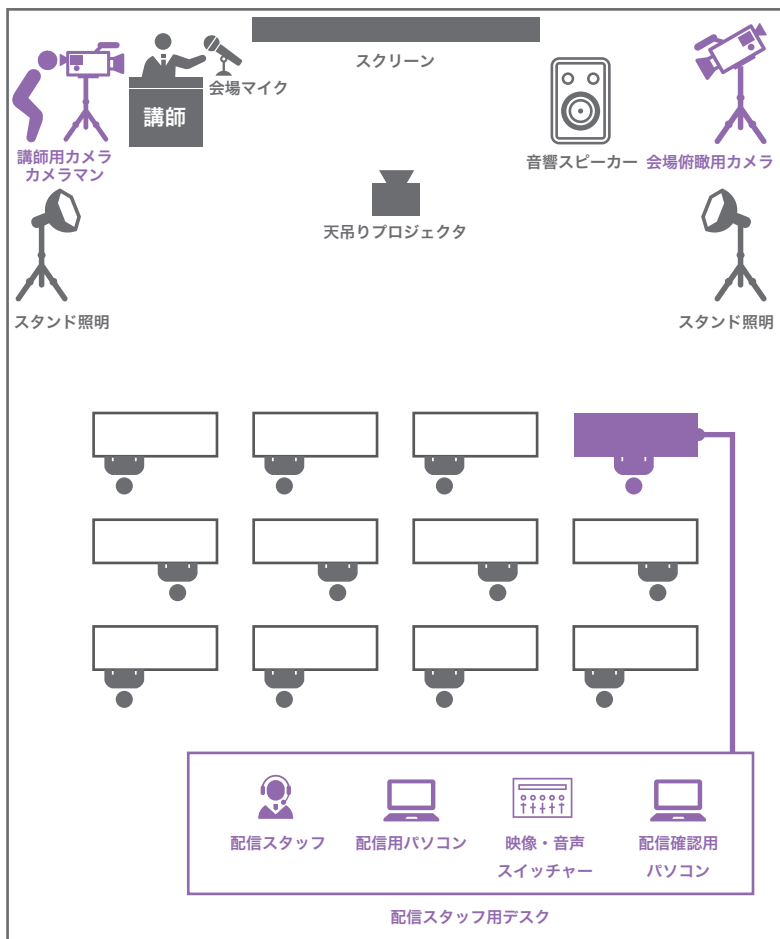 スクリーン
会場マイク
講師
講師用カメラ
カメラマン
音響スピーカー
会場俯瞰用カメラ
天吊りプロジェクタ
スタンド照明
スタンド照明
配信スタッフ
配信用パソコン
映像・音声
スイッチャー
配信確認用
パソコン
配信スタッフ用デスク